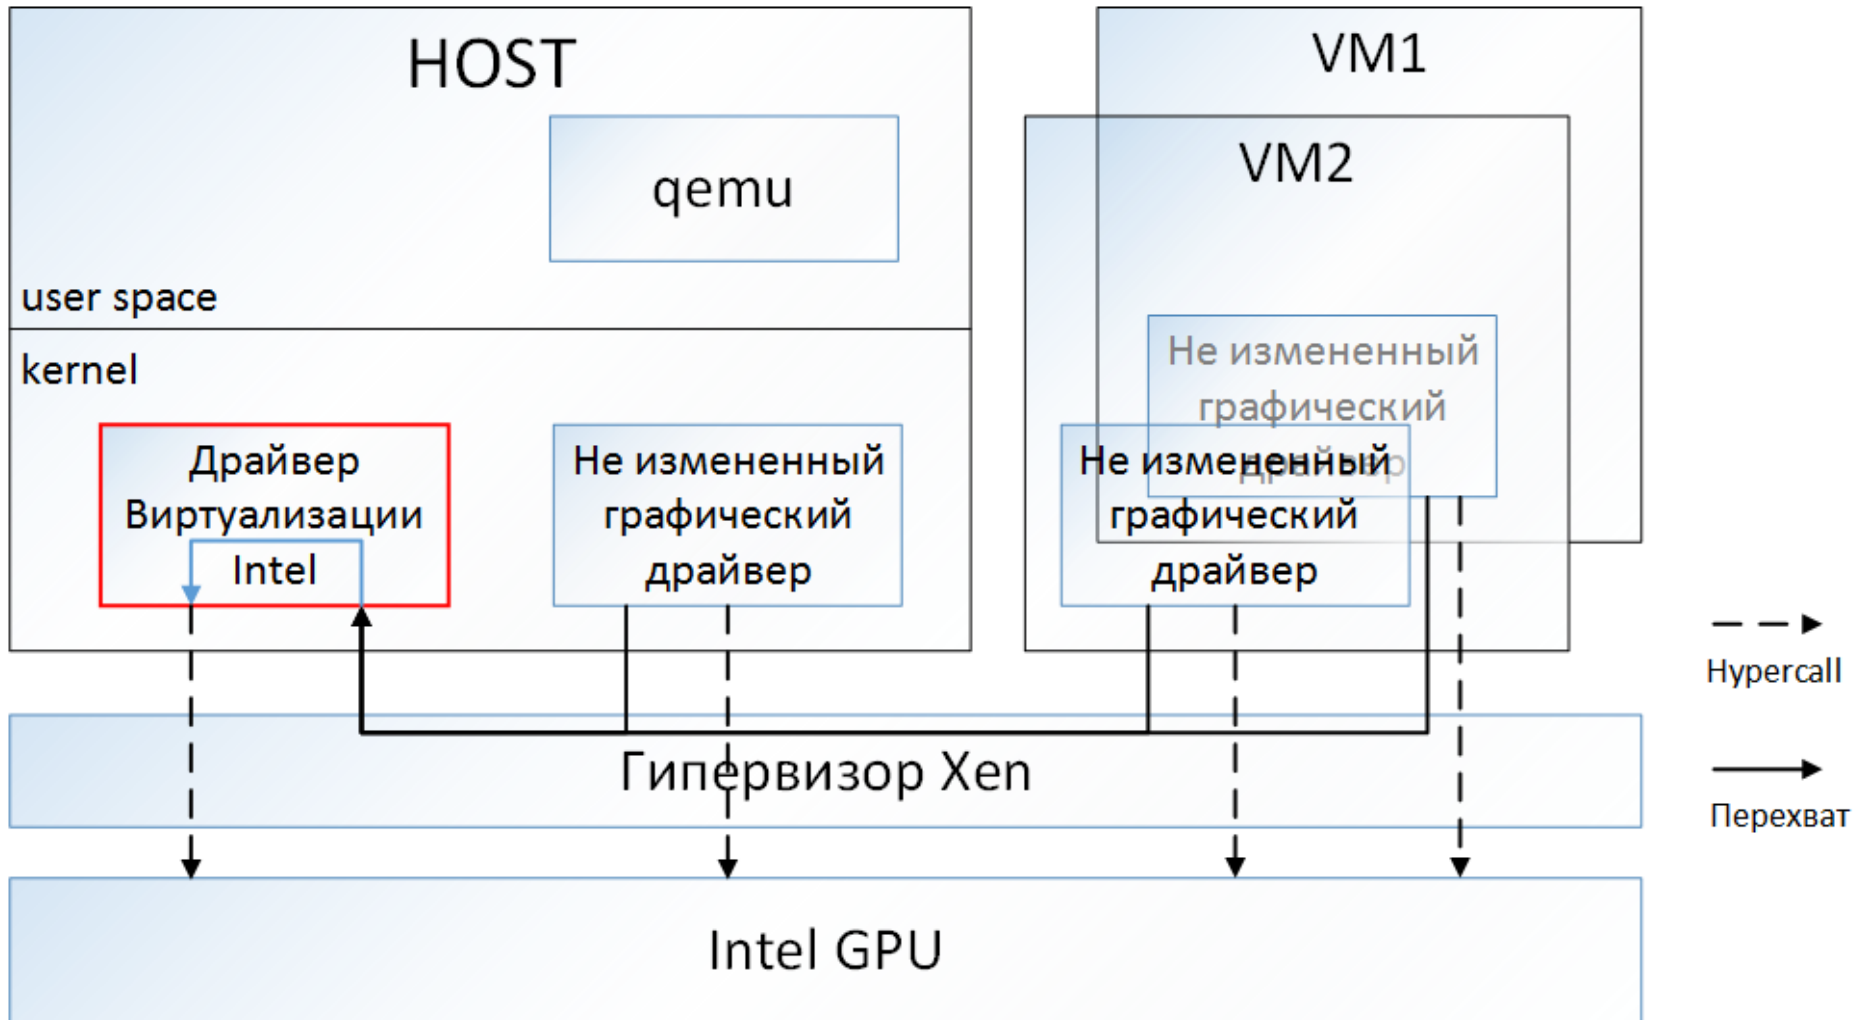 HOST
qemu
user space
kernel
Драйвер
Виртуализации
Intel
Не измененный
графический
драйвер
VM1
VM2
Не измененный
графический
драйвер
Не измененный
графический
драйвер
Hypercall
Перехват
Гипервизор Xen
Intel GPU